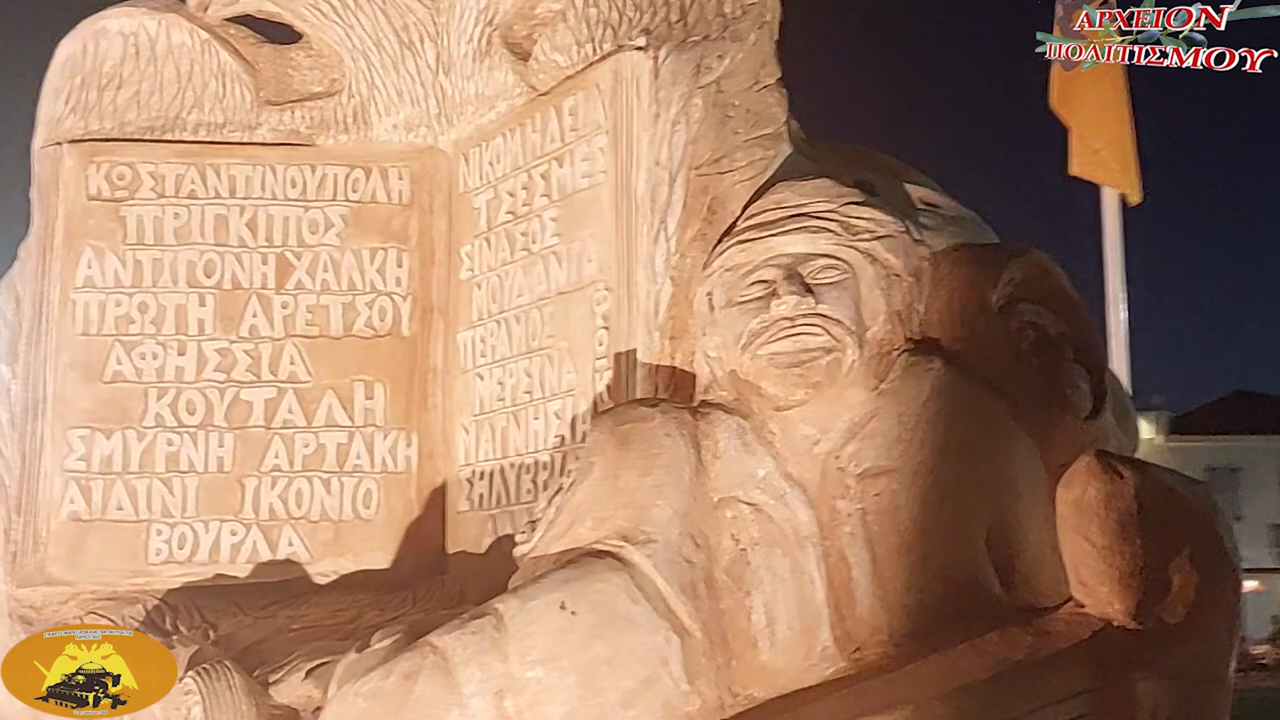 ΑΡΧΕΙΟΝ
ΠΟΛΙΤΙΣΜΟΥ
ΚΩΣΤΑΝΤΙΝΟΥΠΟΛΗ
ΠΡΙΓΚΙΠΟΣ
ΑΝΤΙΓΟΝΗ ΧΑΛΚΗ
ΠΡΩΤΗ ΑΡΕΤΣΟΥ
ΑΦΗΣΣΙΑ
ΚΟΥΤΑΛΗ
ΣΜΥΡΝΗ ΑΡΤΑΚΗ
ΑΙΔΙΝΙ ΙΚΟΝΙΟ
ΒΟΥΡΛΑ
ΝΙΚΟΜΗΔΕΙΑ
ΤΣΕΣΜΕΣ
ΣΙΝΑΣΟΣ
ΜΟΥΔΑΝΙΑ
ΠΕΡΑΜΟΣ
ΜΕΡΣΙΝΑ
ΜΑΓΝΗΣΙΑ
ΣΗΛΥΒΡΙΑ